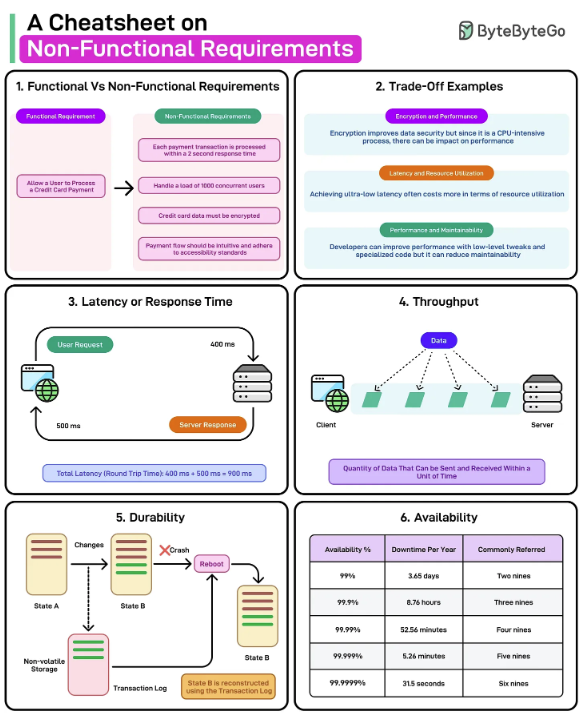 A Cheatsheet on
Non-Functional Requirements
ByteByteGo
1. Functional Vs Non-Functional Requirements
Functional Requirement
Non-Functional Requirements
Allow a User to Process
a Credit Card Payment
Each payment transaction is processed
within a 2 second response time
Handle a load of 1000 concurrent users
Credit card data must be encrypted
Payment flow should be intuitive and adhere
to accessibility standards
2. Trade-Off Examples
Encryption and Performance
Encryption improves data security but since it is a CPU-intensive
process, there can be impact on performance
Latency and Resource Utilization
Achieving ultra-low latency often costs more in terms of resource utilization
Performance and Maintainability
Developers can improve performance with low-level tweaks and
specialized code but it can reduce maintainability
3. Latency or Response Time
User Request
400 ms
500 ms
Server Response
Total Latency (Round Trip Time): 400 ms + 500 ms = 900 ms
4. Throughput
Data
Client
Server
Quantity of Data That Can be Sent and Received Within a
Unit of Time
5. Durability
Changes
Crash
Reboot
State A
State B
State B
Non-volatile
Storage
Transaction Log
State B is reconstructed
using the Transaction Log
6. Availability
Availability % Downtime Per Year Commonly Referred
99% 3.65 days Two nines
99.9% 8.76 hours Three nines
99.99% 52.56 minutes Four nines
99.999% 5.26 minutes Five nines
99.9999% 31.5 seconds Six nines